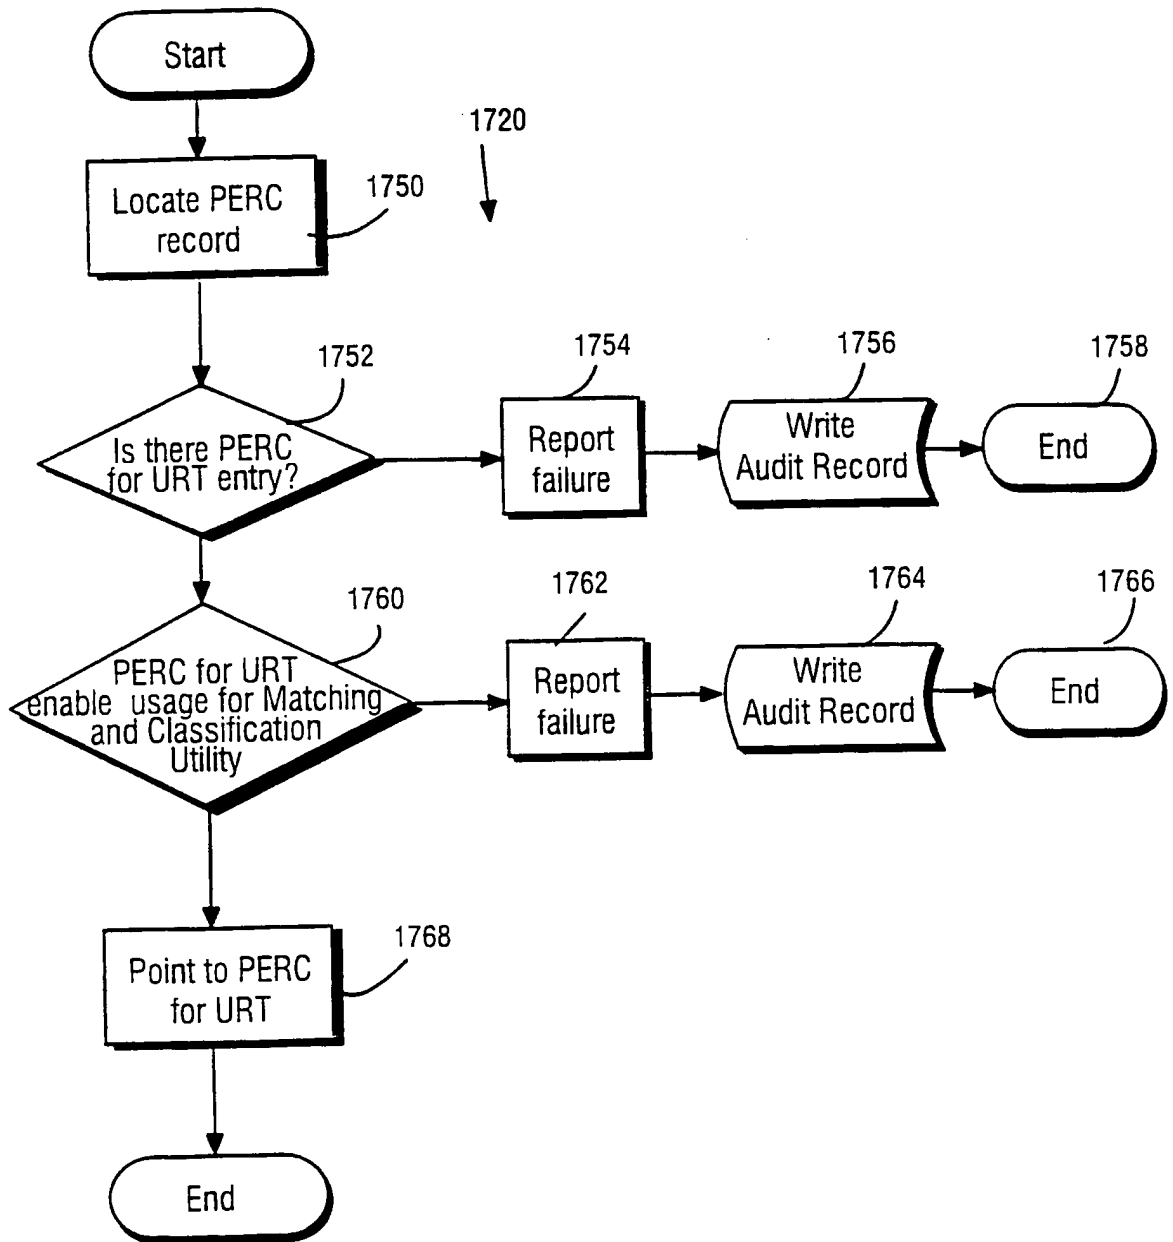 Start
1720
Locate PERC
record
1750
1752
Is there PERC
for URT entry?
1754
Report
failure
1756
Write
Audit Record
1758
End
1760
PERC for URT
enable usage for Matching
and Classification
Utility
1762
Report
failure
1764
Write
Audit Record
1766
End
1768
Point to PERC
for URT
End